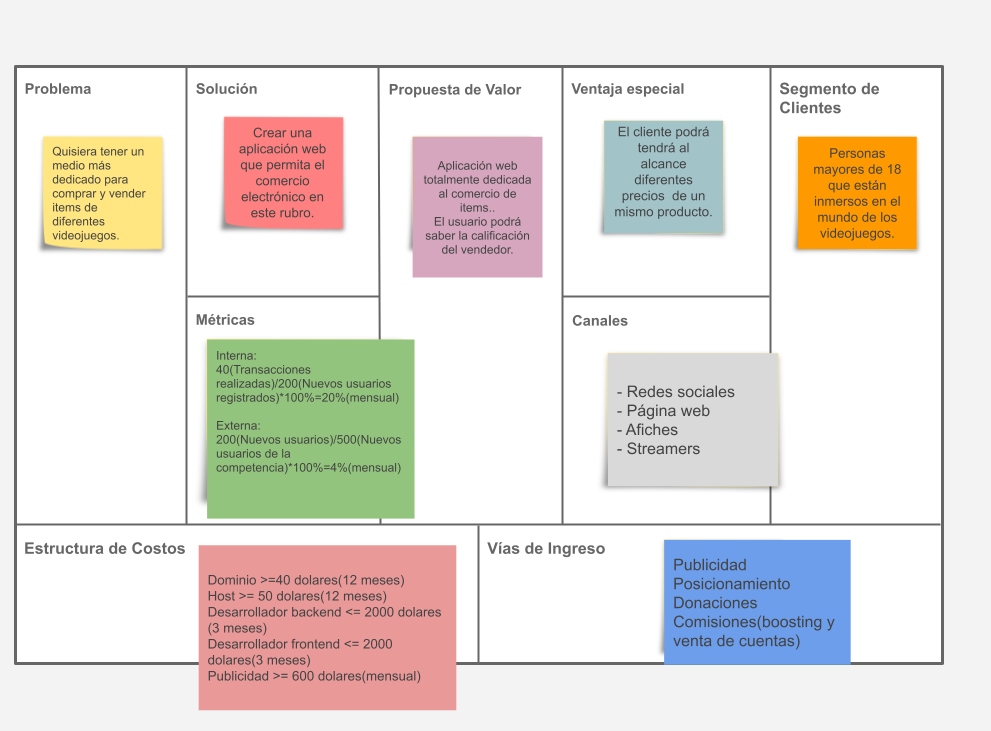 Problema
Quisiera tener un
medio más
dedicado para
comprar y vender
items de
diferentes
videojuegos.
Solución
Crear una
aplicación web
que permita el
comercio
electrónico en
este rubro.
Métricas
Interna:
40(Transacciones
realizadas)/200(Nuevos usuarios
registrados)*100%=20%(mensual)
Externa:
200(Nuevos usuarios)/500(Nuevos
usuarios de la
competencia)*100%=4%(mensual)
Propuesta de Valor
Aplicación web
totalmente dedicada
al comercio de
items..
El usuario podrá
saber la calificación
del vendedor.
Ventaja especial
El cliente podrá
tendrá al
alcance
diferentes
precios de un
mismo producto.
Canales
- Redes sociales
- Página web
- Afiches
- Streamers
Segmento de
Clientes
Personas
mayores de 18
que están
inmersos en el
mundo de los
videojuegos.
Estructura de Costos
Dominio >=40 dolares(12 meses)
Host >= 50 dolares(12 meses)
Desarrollador backend <= 2000 dolares
(3 meses)
Desarrollador frontend <= 2000
dolares(3 meses)
Publicidad >= 600 dolares(mensual)
Vías de Ingreso
Publicidad
Posicionamiento
Donaciones
Comisiones(boosting y
venta de cuentas)